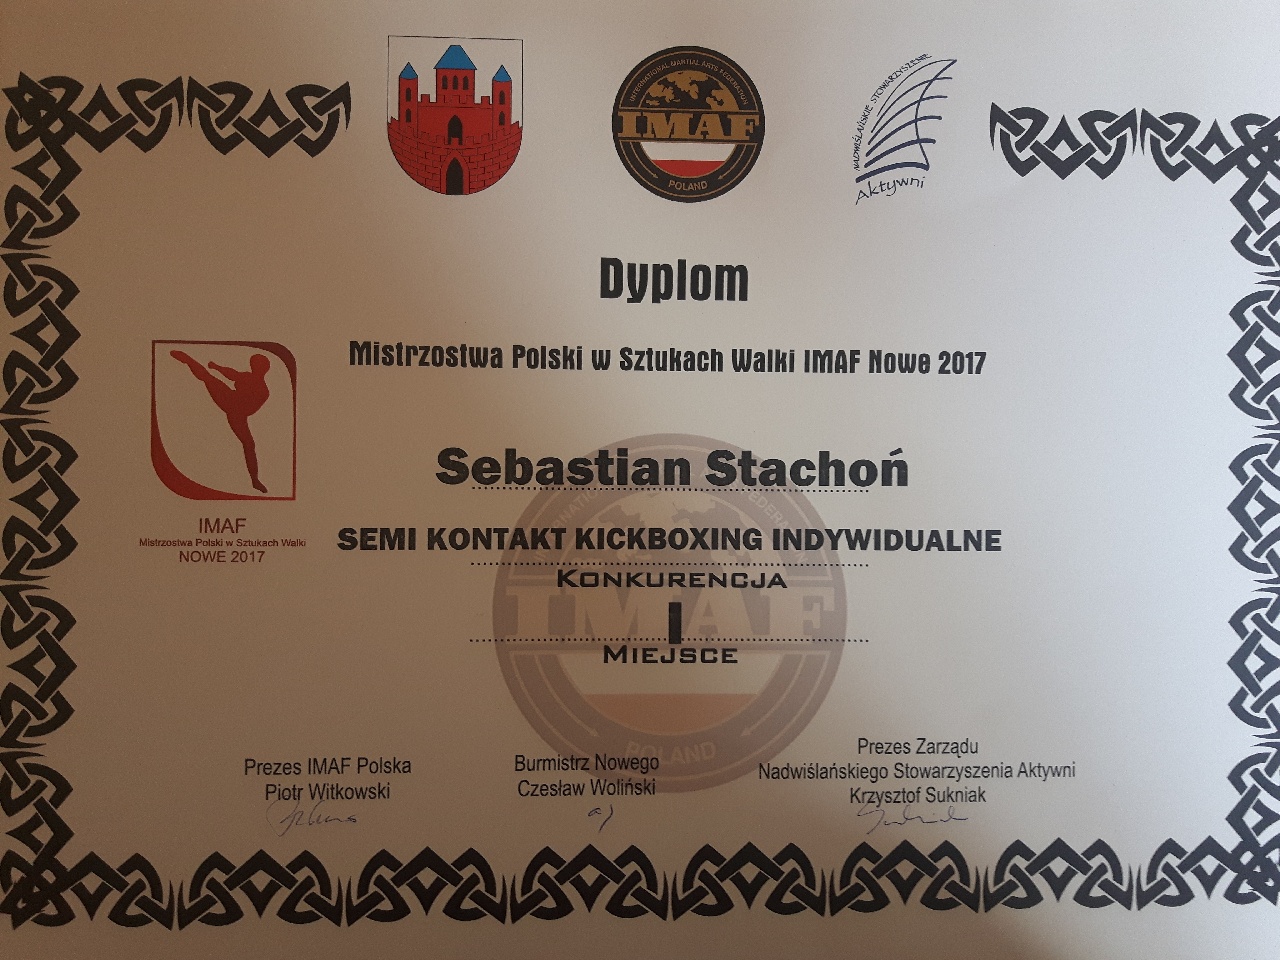 INTERNATIONAL MARTIAL ARTS FEDERATION
IMAF
POLAND
NADWIŚLAŃSKIE STOWARZYSZENIE
Aktywni
Dyplom
Mistrzostwa Polski w Sztukach Walki IMAF Nowe 2017
IMAF
Mistrzostwa Polski w Sztukach Walki
NOWE 2017
Sebastian Stachoń
SEMI KONTAKT KICKBOXING INDYWIDUALNE
KONKURENCJA
I
MIEJSCE
IMAF
POLAND
Prezes IMAF Polska
Piotr Witkowski
Burmistrz Nowego
Czesław Woliński
Prezes Zarządu
Nadwiślańskiego Stowarzyszenia Aktywni
Krzysztof Sukniak